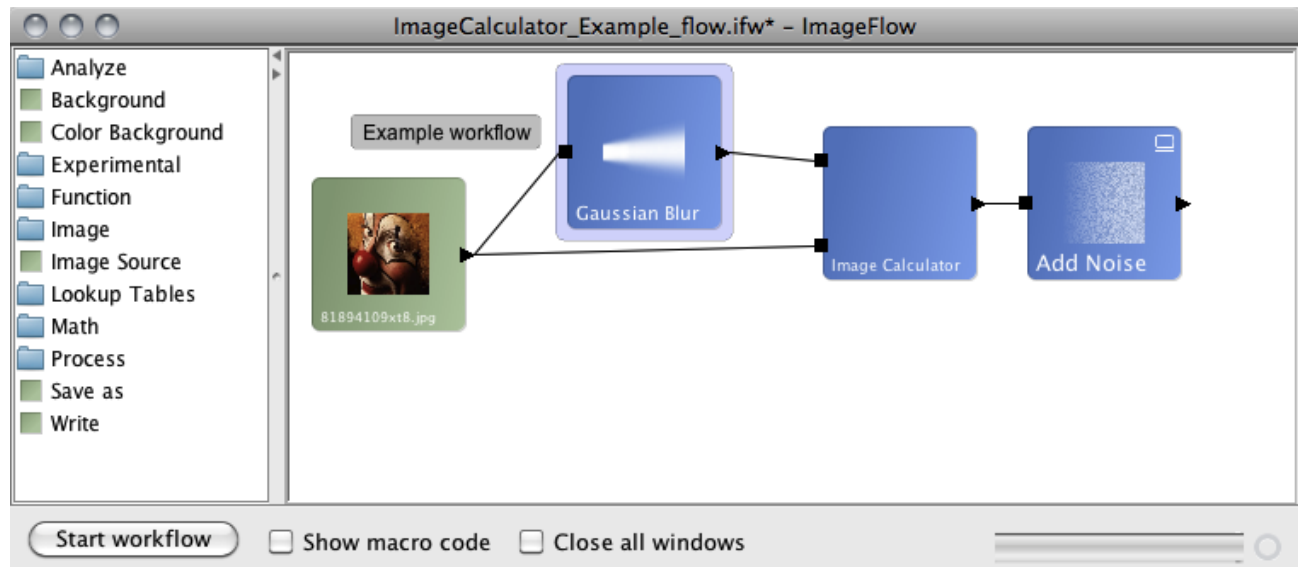 ImageCalculator_Example_flow.ifw* – ImageFlow
Analyze
Background
Color Background
Experimental
Function
Image
Image Source
Lookup Tables
Math
Process
Save as
Write
Example workflow
Gaussian Blur
81894109xt8.jpg
Image Calculator
Add Noise
Start workflow
Show macro code
Close all windows